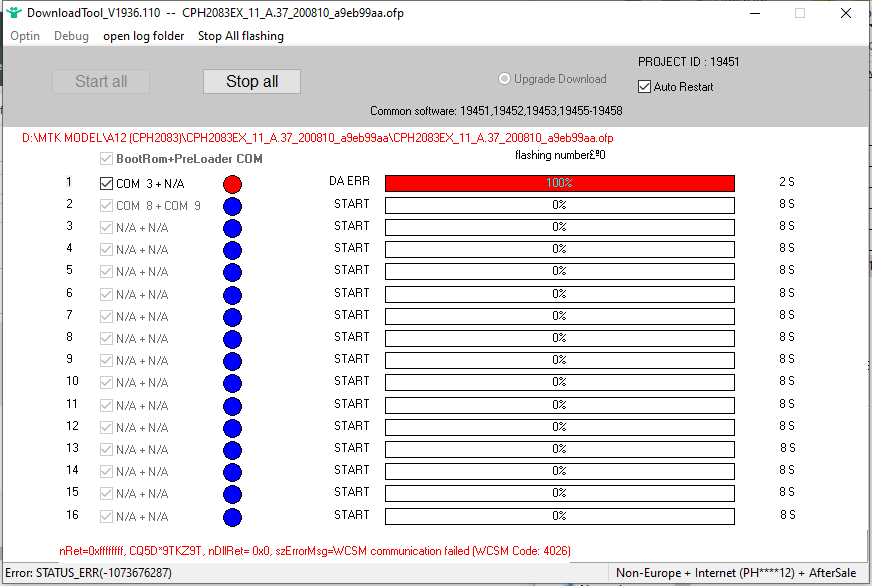 DownloadTool_V1936.110 -- CPH2083EX_11_A.37_200810_a9eb99aa.ofp
Optin Debug open log folder Stop All flashing
Start all Stop all Upgrade Download PROJECT ID : 19451
Auto Restart
Common software: 19451,19452,19453,19455-19458
D:\MTK MODEL\A12 (CPH2083)\CPH2083EX_11_A.37_200810_a9eb99aa\CPH2083EX_11_A.37_200810_a9eb99aa.ofp
BootRom+PreLoader COM flashing number£º0
1 COM 3 + N/A DA ERR 100% 2 S
2 COM 8 + COM 9 START 0% 8 S
3 N/A + N/A START 0% 8 S
4 N/A + N/A START 0% 8 S
5 N/A + N/A START 0% 8 S
6 N/A + N/A START 0% 8 S
7 N/A + N/A START 0% 8 S
8 N/A + N/A START 0% 8 S
9 N/A + N/A START 0% 8 S
10 N/A + N/A START 0% 8 S
11 N/A + N/A START 0% 8 S
12 N/A + N/A START 0% 8 S
13 N/A + N/A START 0% 8 S
14 N/A + N/A START 0% 8 S
15 N/A + N/A START 0% 8 S
16 N/A + N/A START 0% 8 S
nRet=0xffffffff, CQ5D*9TKZ9T, nDllRet= 0x0, szErrorMsg=WCSM communication failed (WCSM Code: 4026)
Error: STATUS_ERR(-1073676287) Non-Europe + Internet (PH****12) + AfterSale